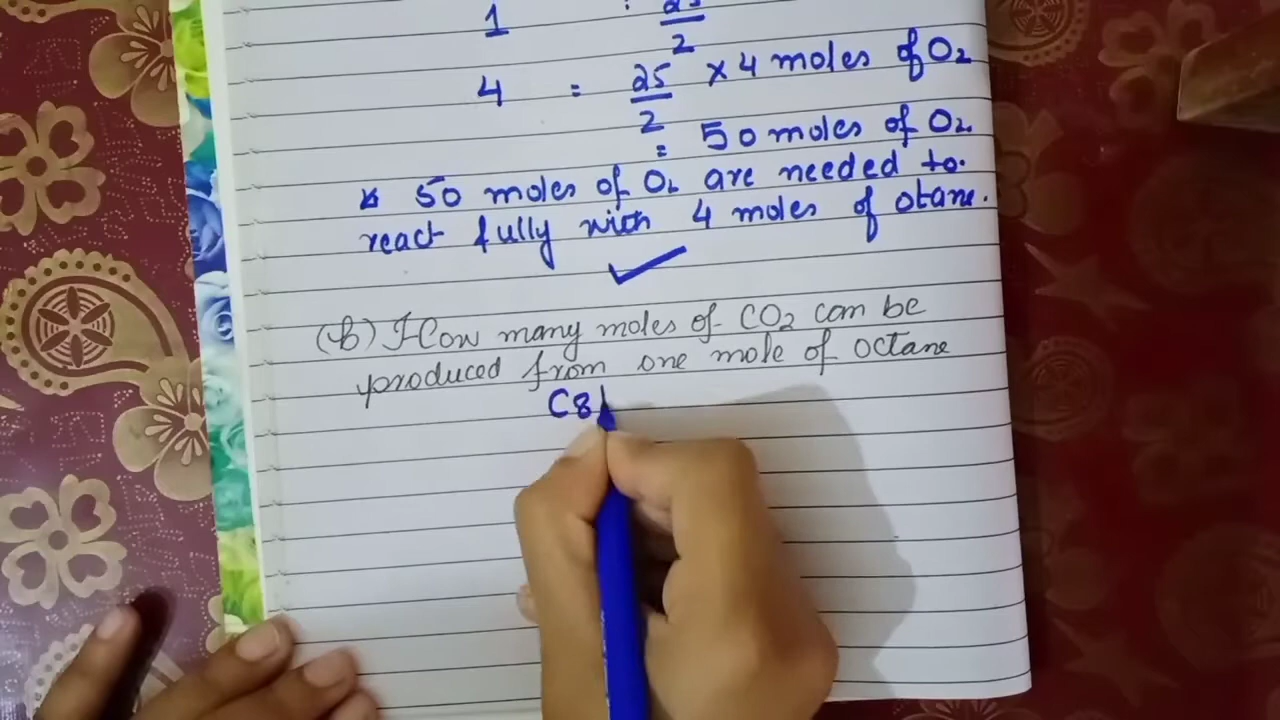 1 : 25
2
4 = 25/2 × 4 moles of O₂
= 50 moles of O₂
* 50 moles of O₂ are needed to.
react fully with 4 moles of otane.
(b) How many moles of CO₂ can be
produced from one mole of octane
C8